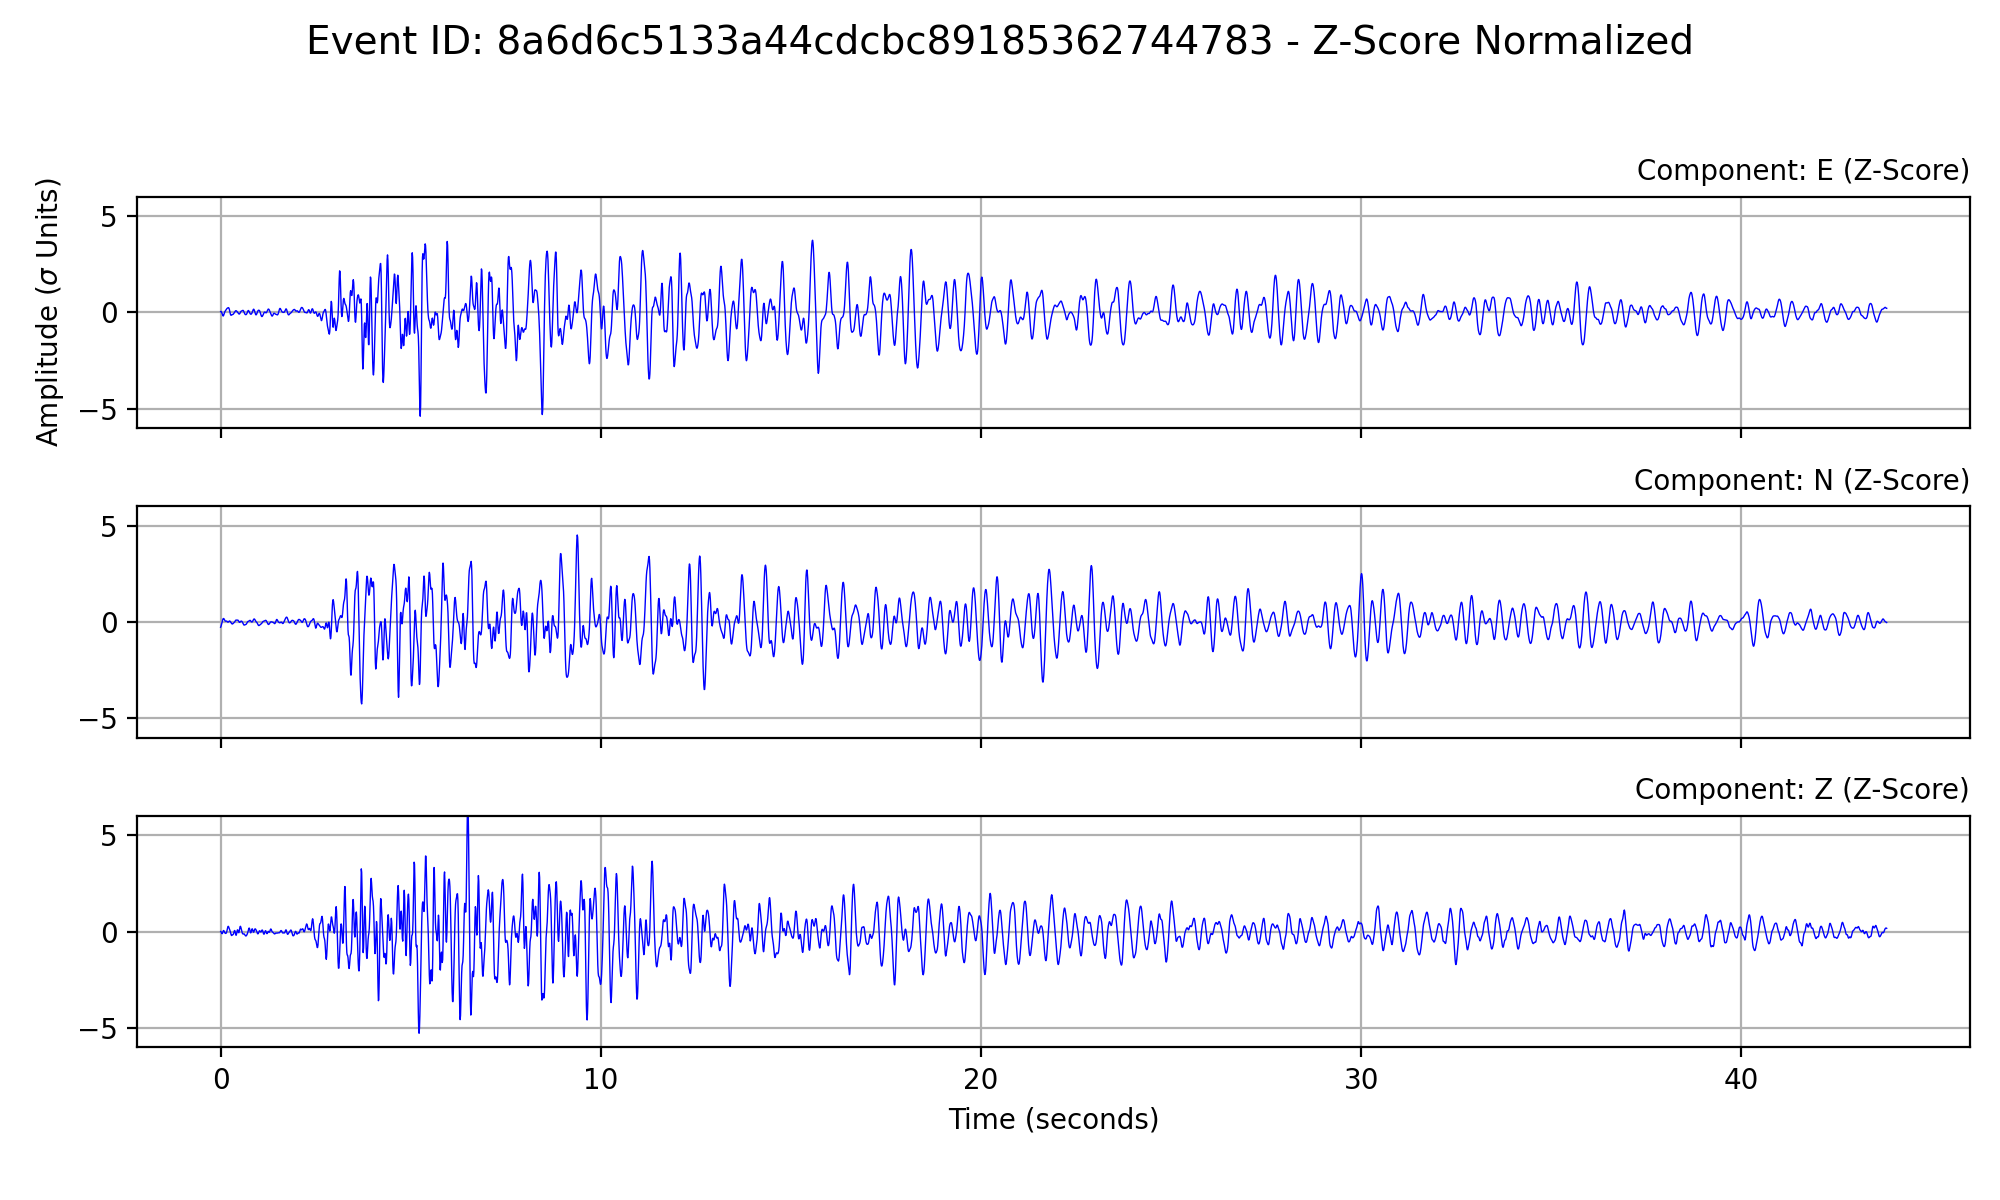 Event ID: 8a6d6c5133a44cdcbc89185362744783 - Z-Score Normalized
Component: E (Z-Score)
Amplitude (σ Units)
5
0
−5
Component: N (Z-Score)
5
0
−5
Component: Z (Z-Score)
5
0
−5
0 10 20 30 40
Time (seconds)